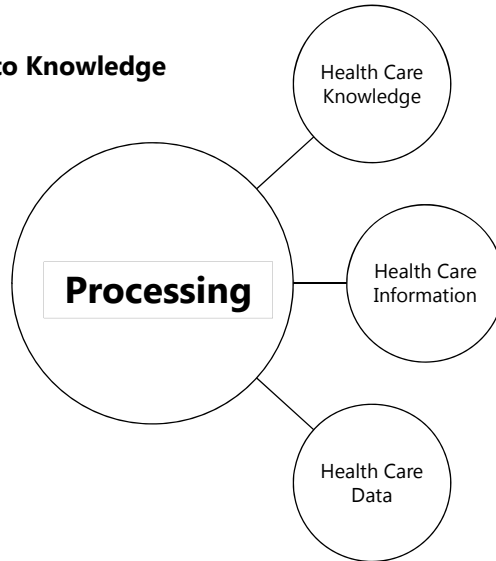 to Knowledge
Health Care
Knowledge
Processing
Health Care
Information
Health Care
Data